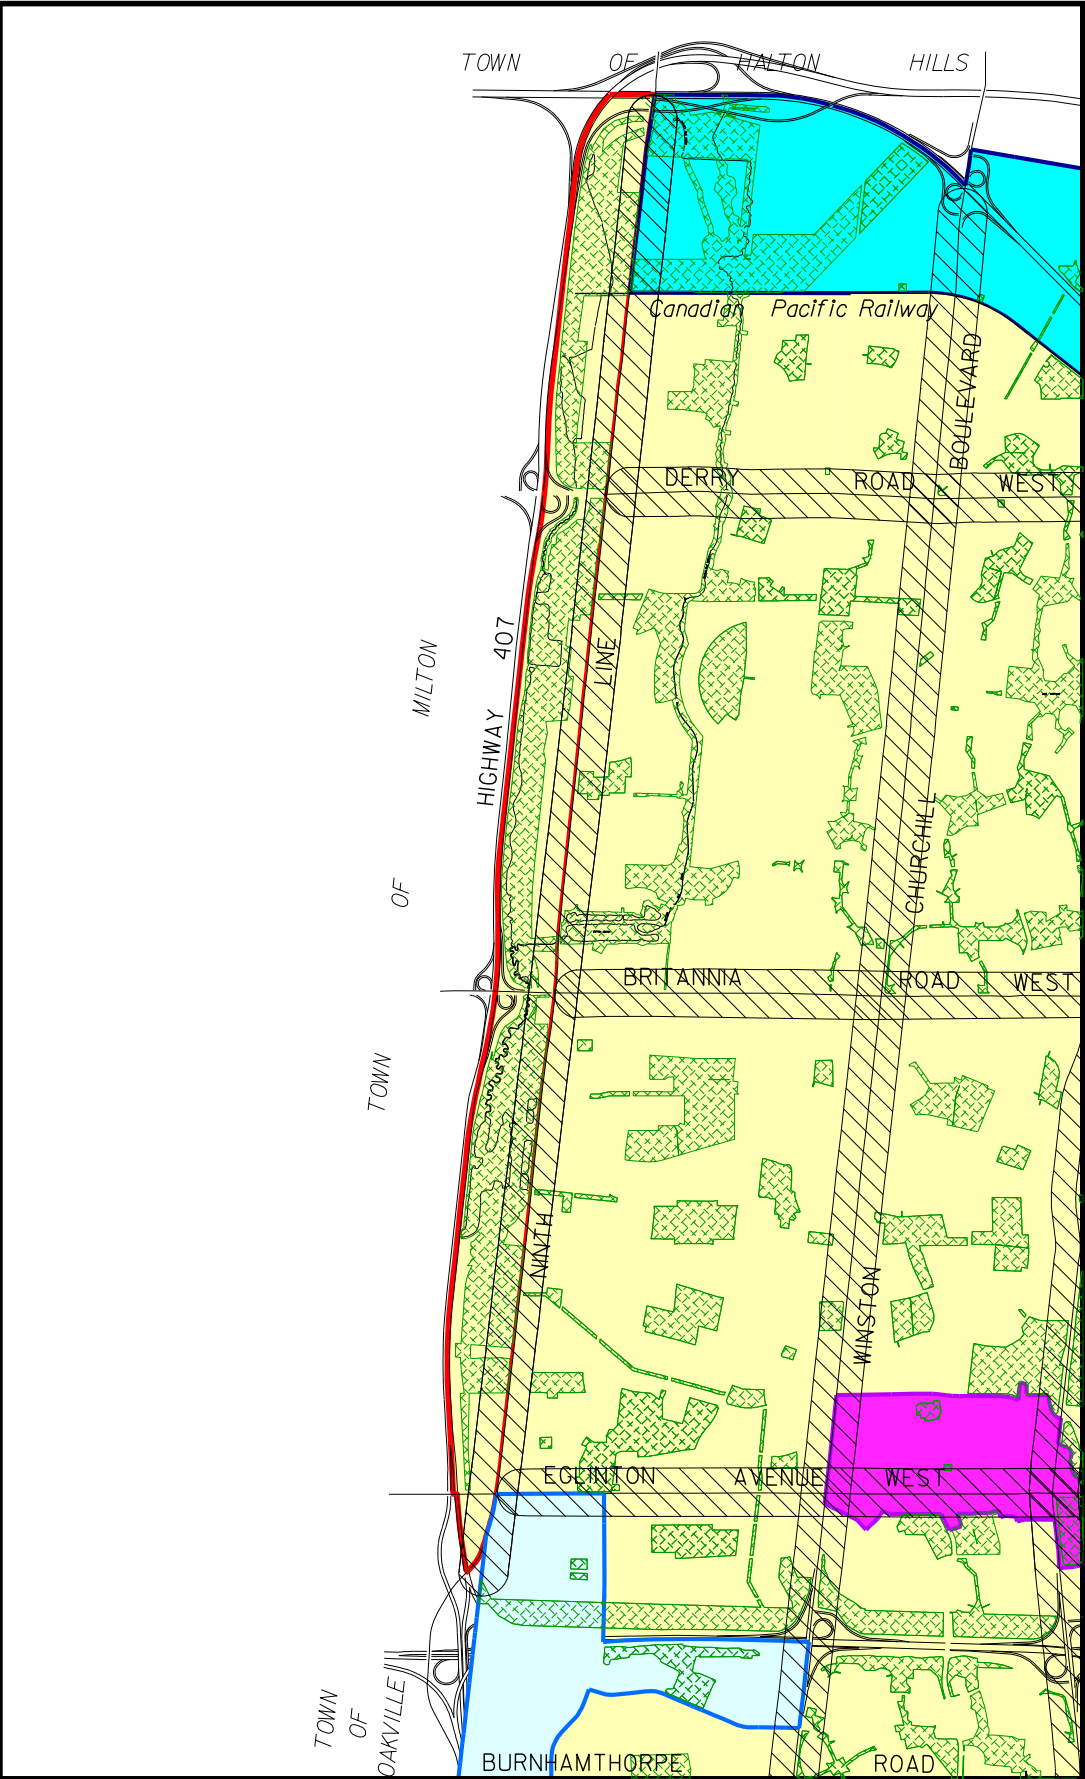 TOWN OF HALTON HILLS
Canadian Pacific Railway
BOULEVARD
DERRY ROAD WEST
HIGHWAY 407
LINE
TOWN OF MILTON
CHURCHILL
BRITANNIA ROAD WEST
NINTH
WINSTON
EGLINTON AVENUE WEST
TOWN
OF
OAKVILLE
BURNHAMTHORPE ROAD